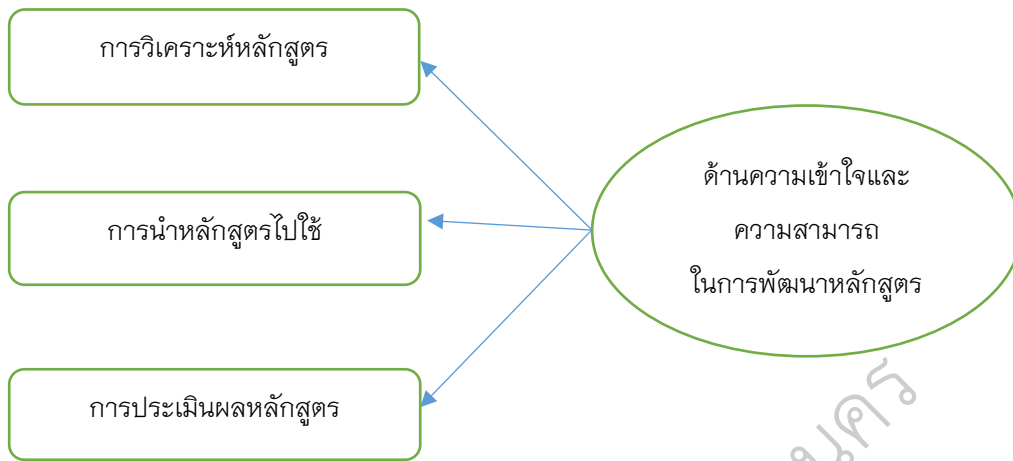 การวิเคราะห์หลักสูตร
ด้านความเข้าใจและ
ความสามารถ
ในการพัฒนาหลักสูตร
การนำหลักสูตรไปใช้
การประเมินผลหลักสูตร